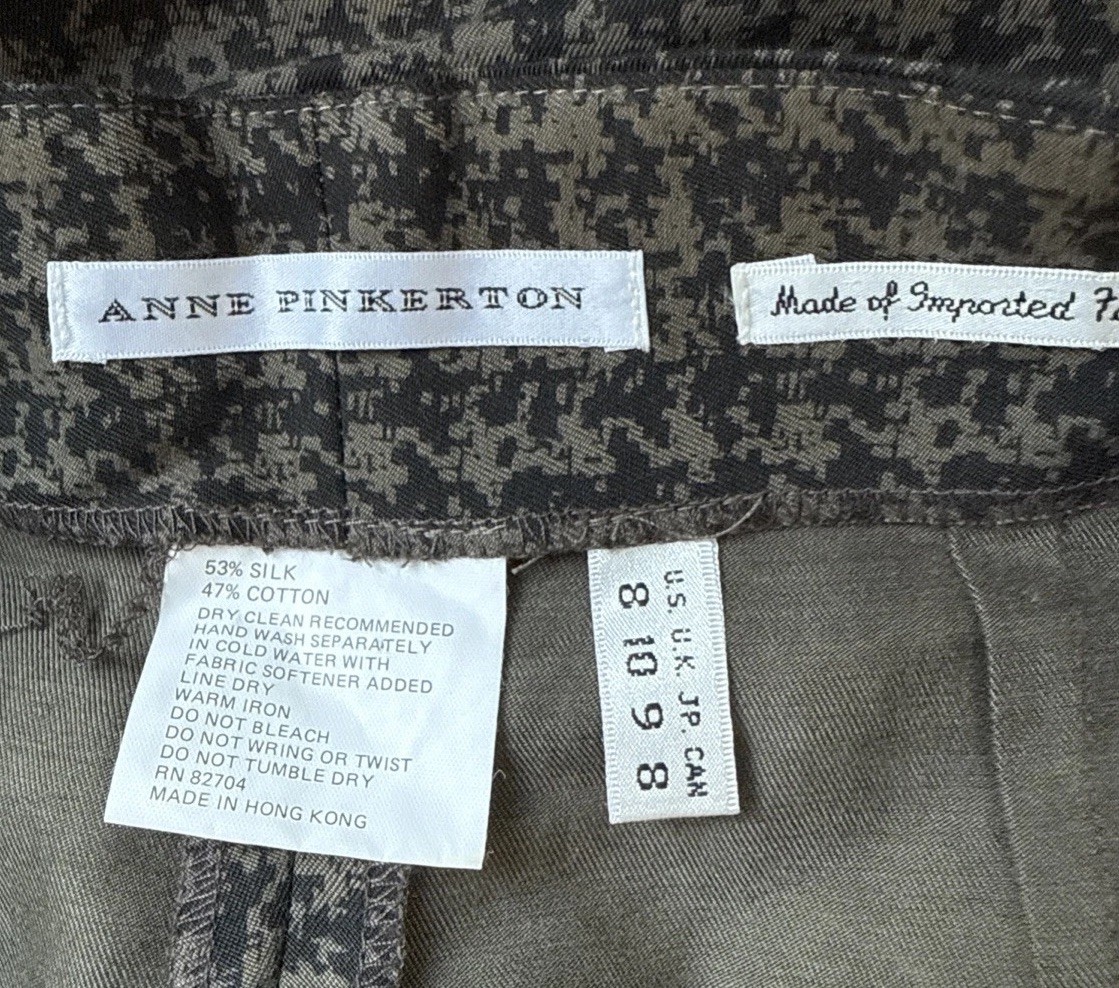 ANNE PINKERTON
Made of Imported
53% SILK
47% COTTON
DRY CLEAN RECOMMENDED
HAND WASH SEPARATELY
IN COLD WATER WITH
FABRIC SOFTENER ADDED
LINE DRY
WARM IRON
DO NOT BLEACH
DO NOT WRING OR TWIST
DO NOT TUMBLE DRY
RN 82704
MADE IN HONG KONG
U.S. U.K. JP. CAN
8 10 9 8